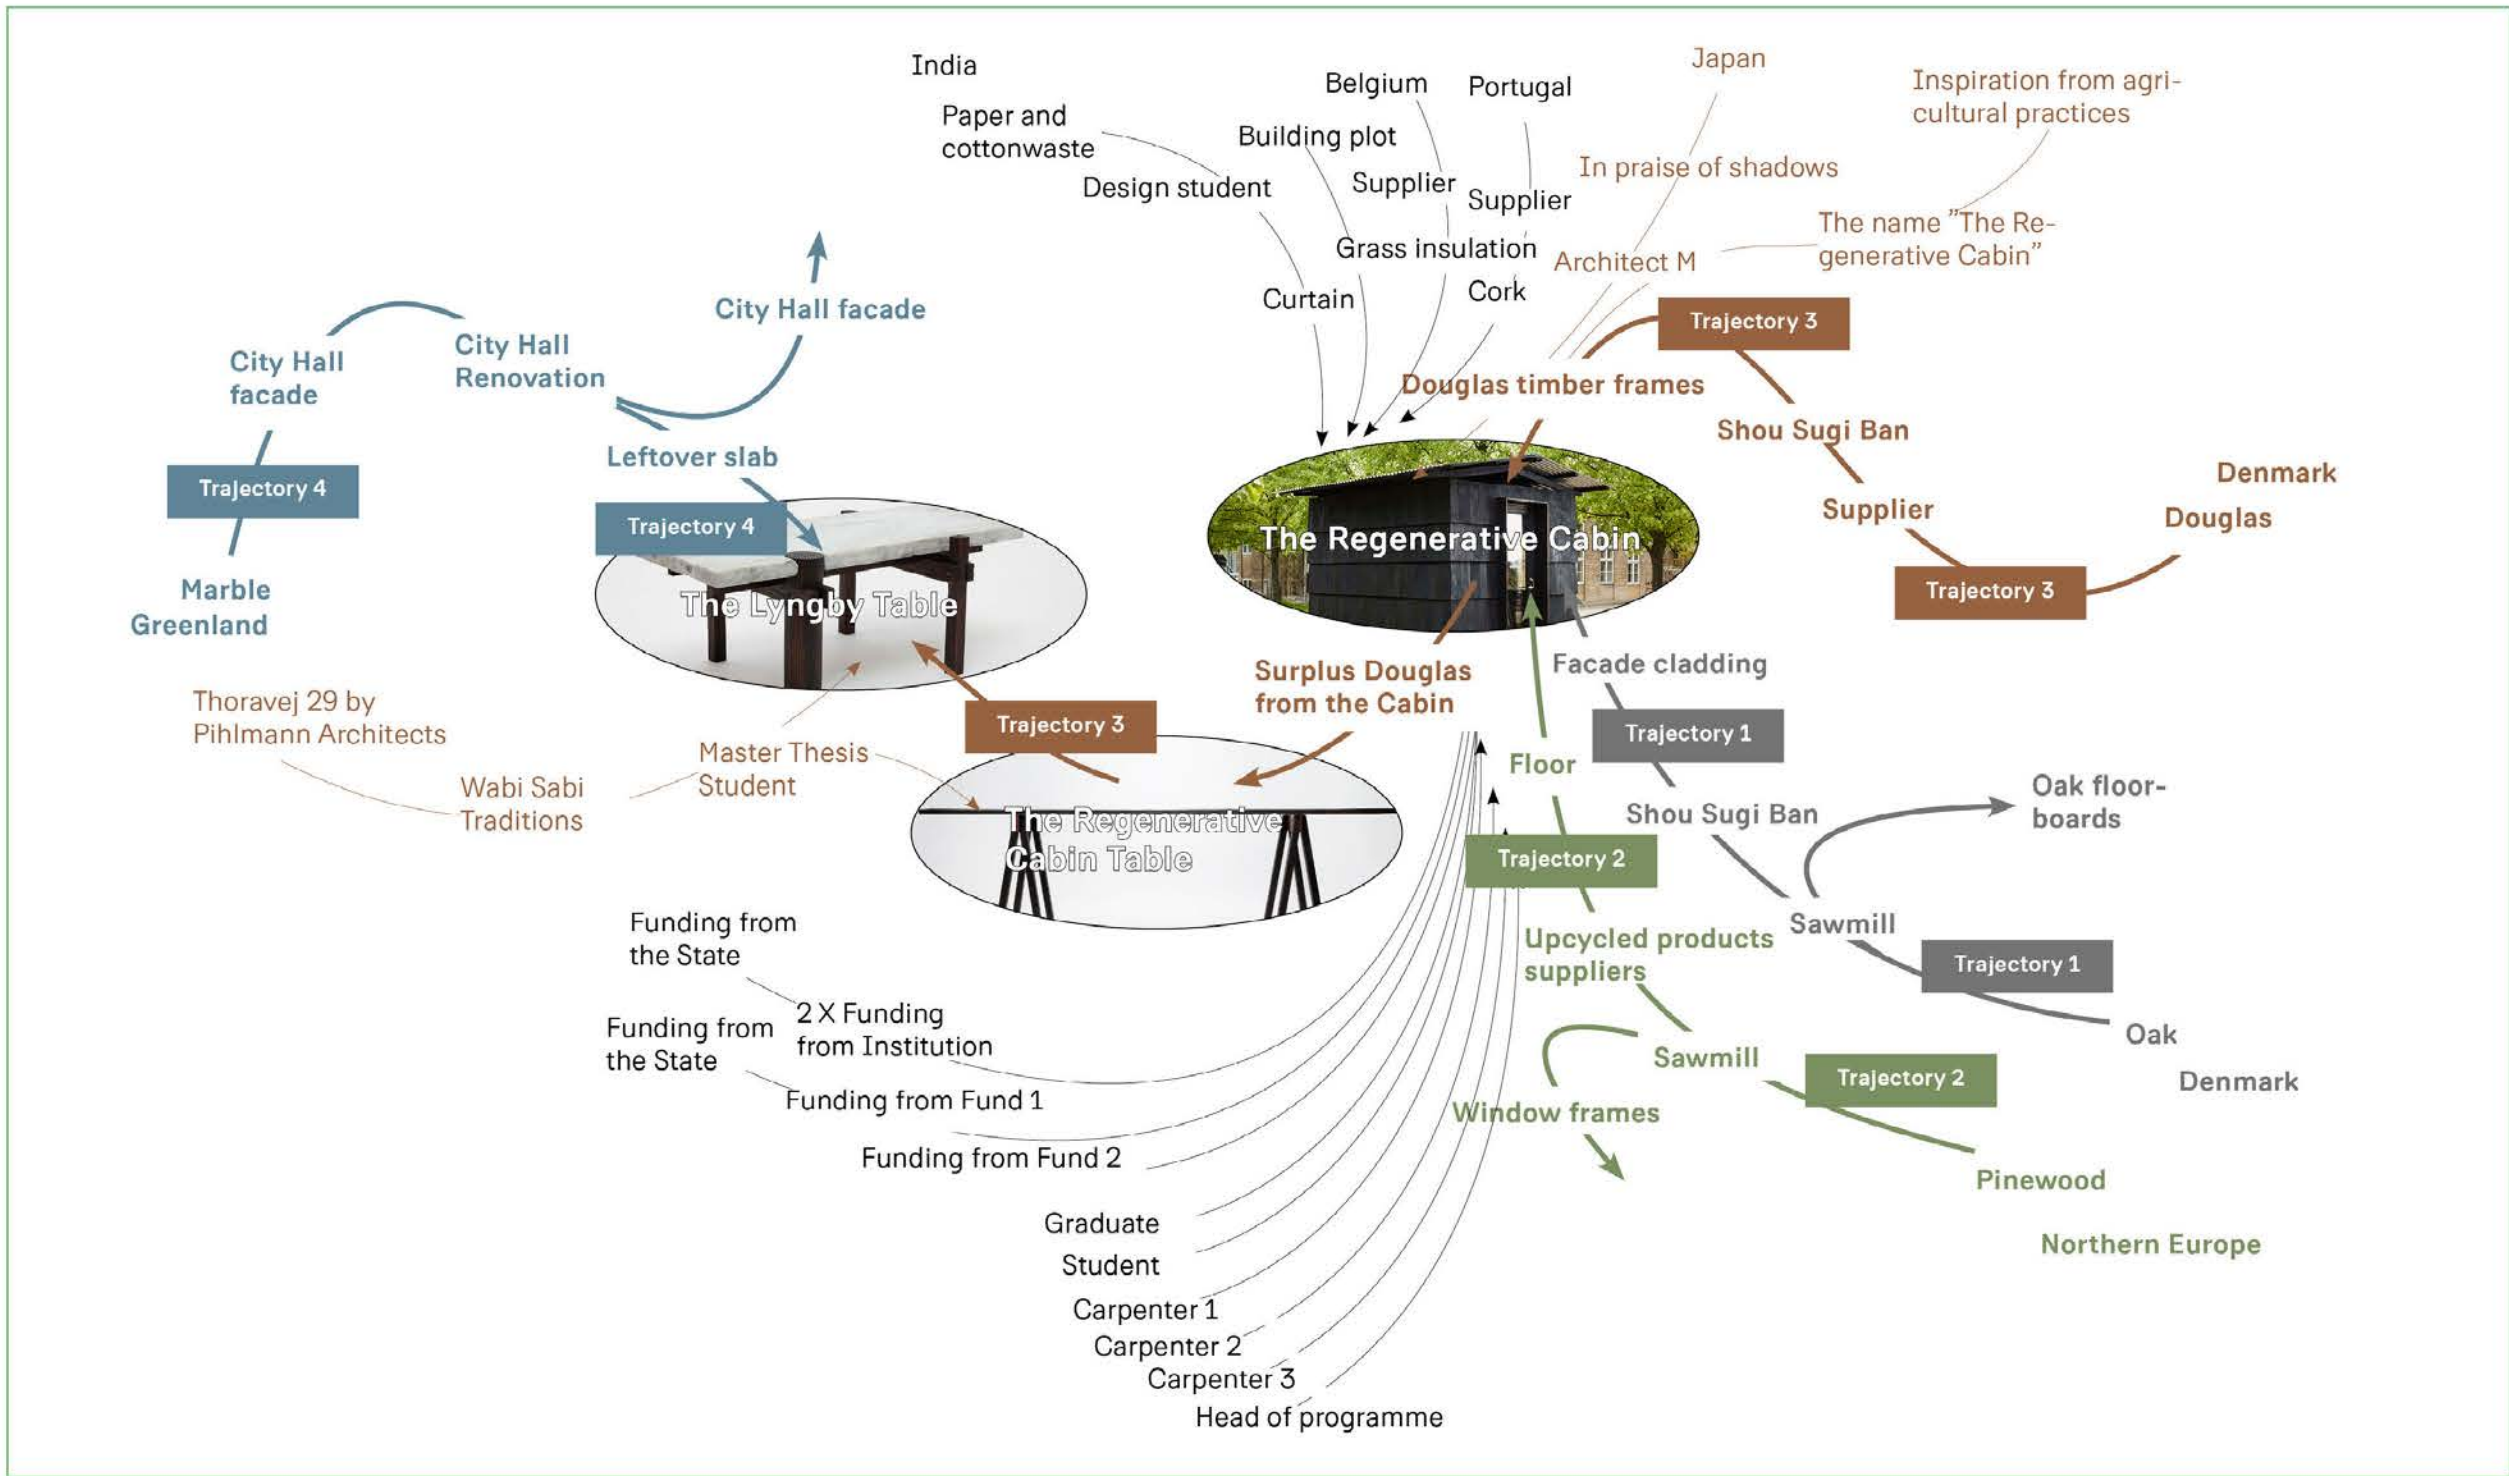 India
Paper and
cottonwaste
Design student
Curtain
Building plot
Belgium
Supplier
Grass insulation
Portugal
Supplier
Cork
Japan
In praise of shadows
Architect M
Inspiration from agri-
cultural practices
The name "The Re-
generative Cabin"
Trajectory 3
Douglas timber frames
Shou Sugi Ban
Supplier
Trajectory 3
Denmark
Douglas
City Hall facade
City Hall
Renovation
City Hall
facade
Trajectory 4
Marble
Greenland
Leftover slab
Trajectory 4
The Lyngby Table
The Regenerative Cabin
Surplus Douglas
from the Cabin
Trajectory 3
The Regenerative
Cabin Table
Thoravej 29 by
Pihlmann Architects
Wabi Sabi
Traditions
Master Thesis
Student
Facade cladding
Trajectory 1
Shou Sugi Ban
Sawmill
Oak floor-
boards
Trajectory 1
Oak
Denmark
Floor
Trajectory 2
Upcycled products
suppliers
Sawmill
Window frames
Trajectory 2
Pinewood
Northern Europe
Funding from
the State
2 X Funding
from Institution
Funding from
the State
Funding from Fund 1
Funding from Fund 2
Graduate
Student
Carpenter 1
Carpenter 2
Carpenter 3
Head of programme